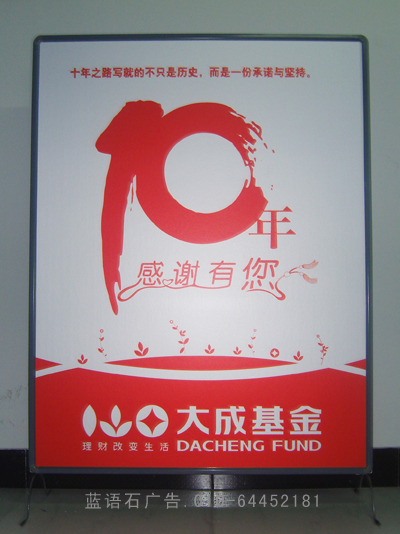 十年之路写就的不只是历史，而是一份承诺与坚持。
10年
感谢有您
大成基金
理财改变生活 DACHENG FUND
蓝语石广告.  -64452181